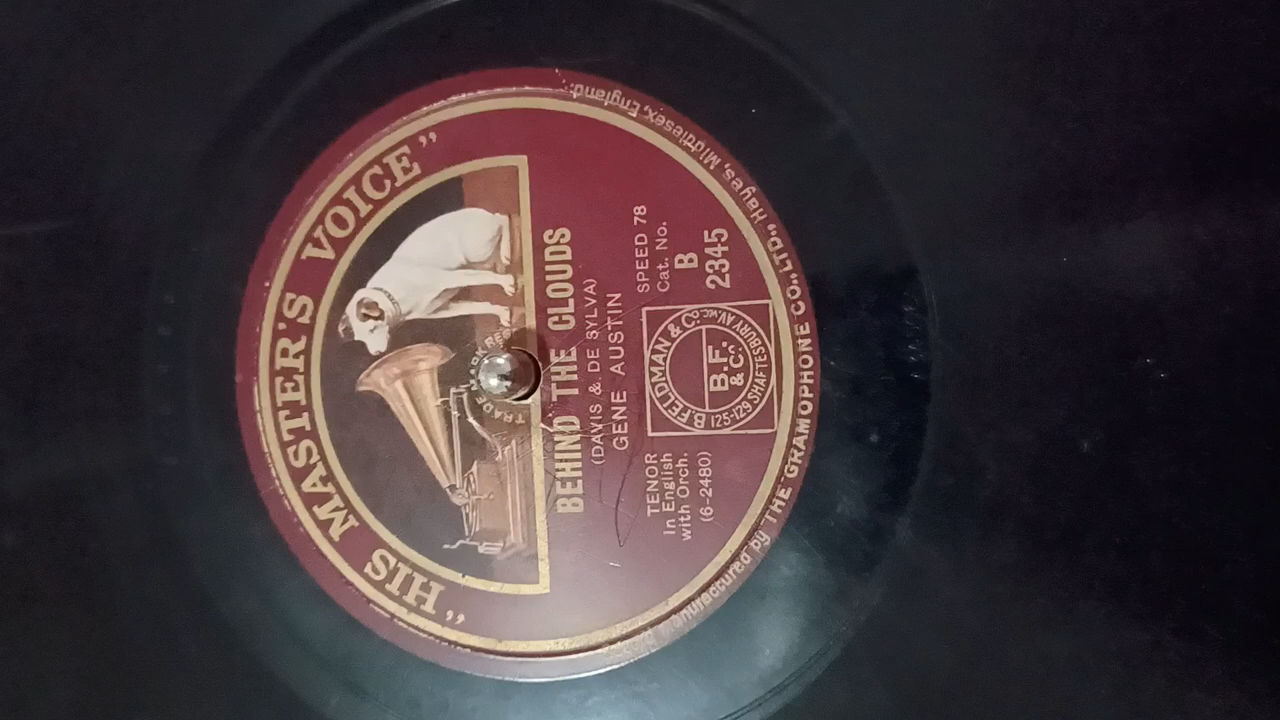 "HIS MASTER'S VOICE"
TRADE MARK
BEHIND THE CLOUDS
(DAVIS & DE SYLVA)
GENE AUSTIN
TENOR
In English
with Orch.
(6-2480)
B. FELDMAN & Co.
125-129 SHAFTESBURY AV. W.C.
B.F.
& Co.
SPEED 78
Cat. No.
B
2345
Manufactured by THE GRAMOPHONE CO., LTD., Hayes, Middlesex, England.